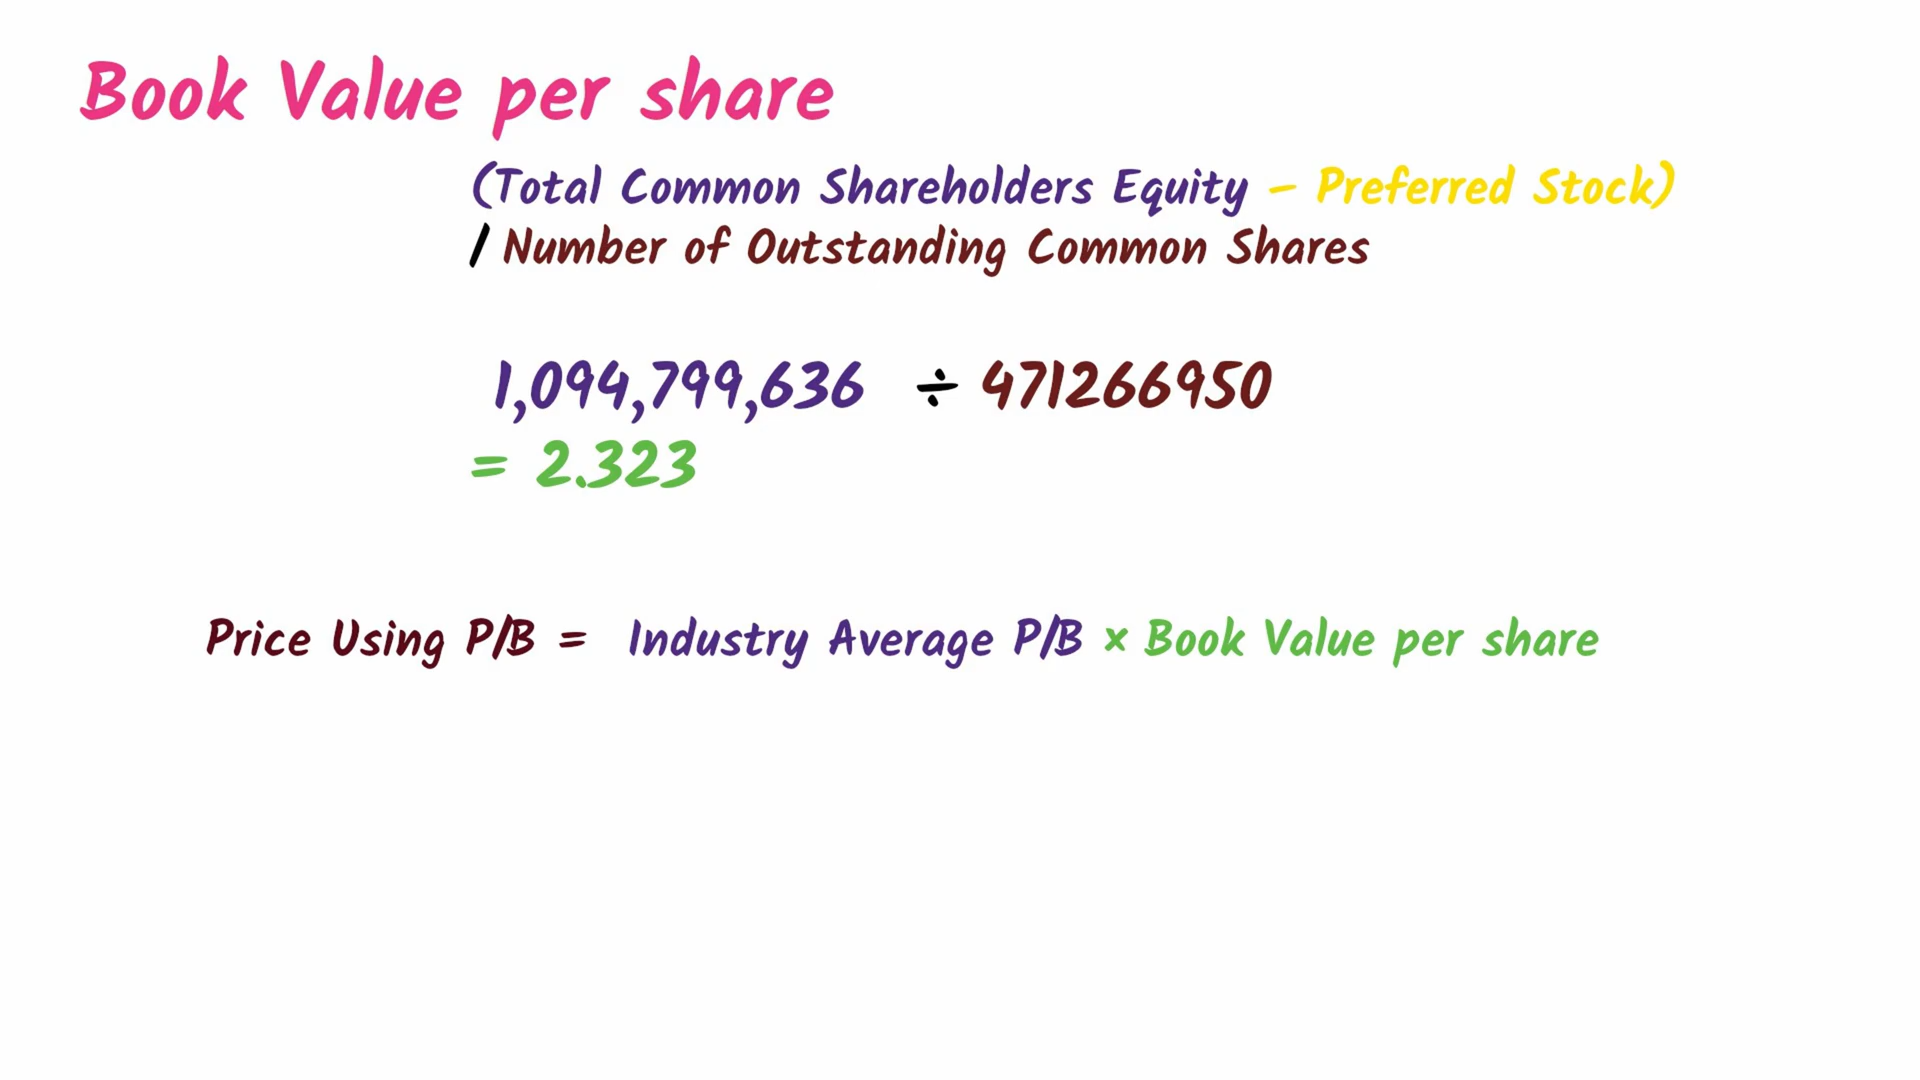 Book Value per share
(Total Common Shareholders Equity – Preferred Stock)
/ Number of Outstanding Common Shares
1,094,799,636 ÷ 471266950
= 2.323
Price Using P/B = Industry Average P/B × Book Value per share